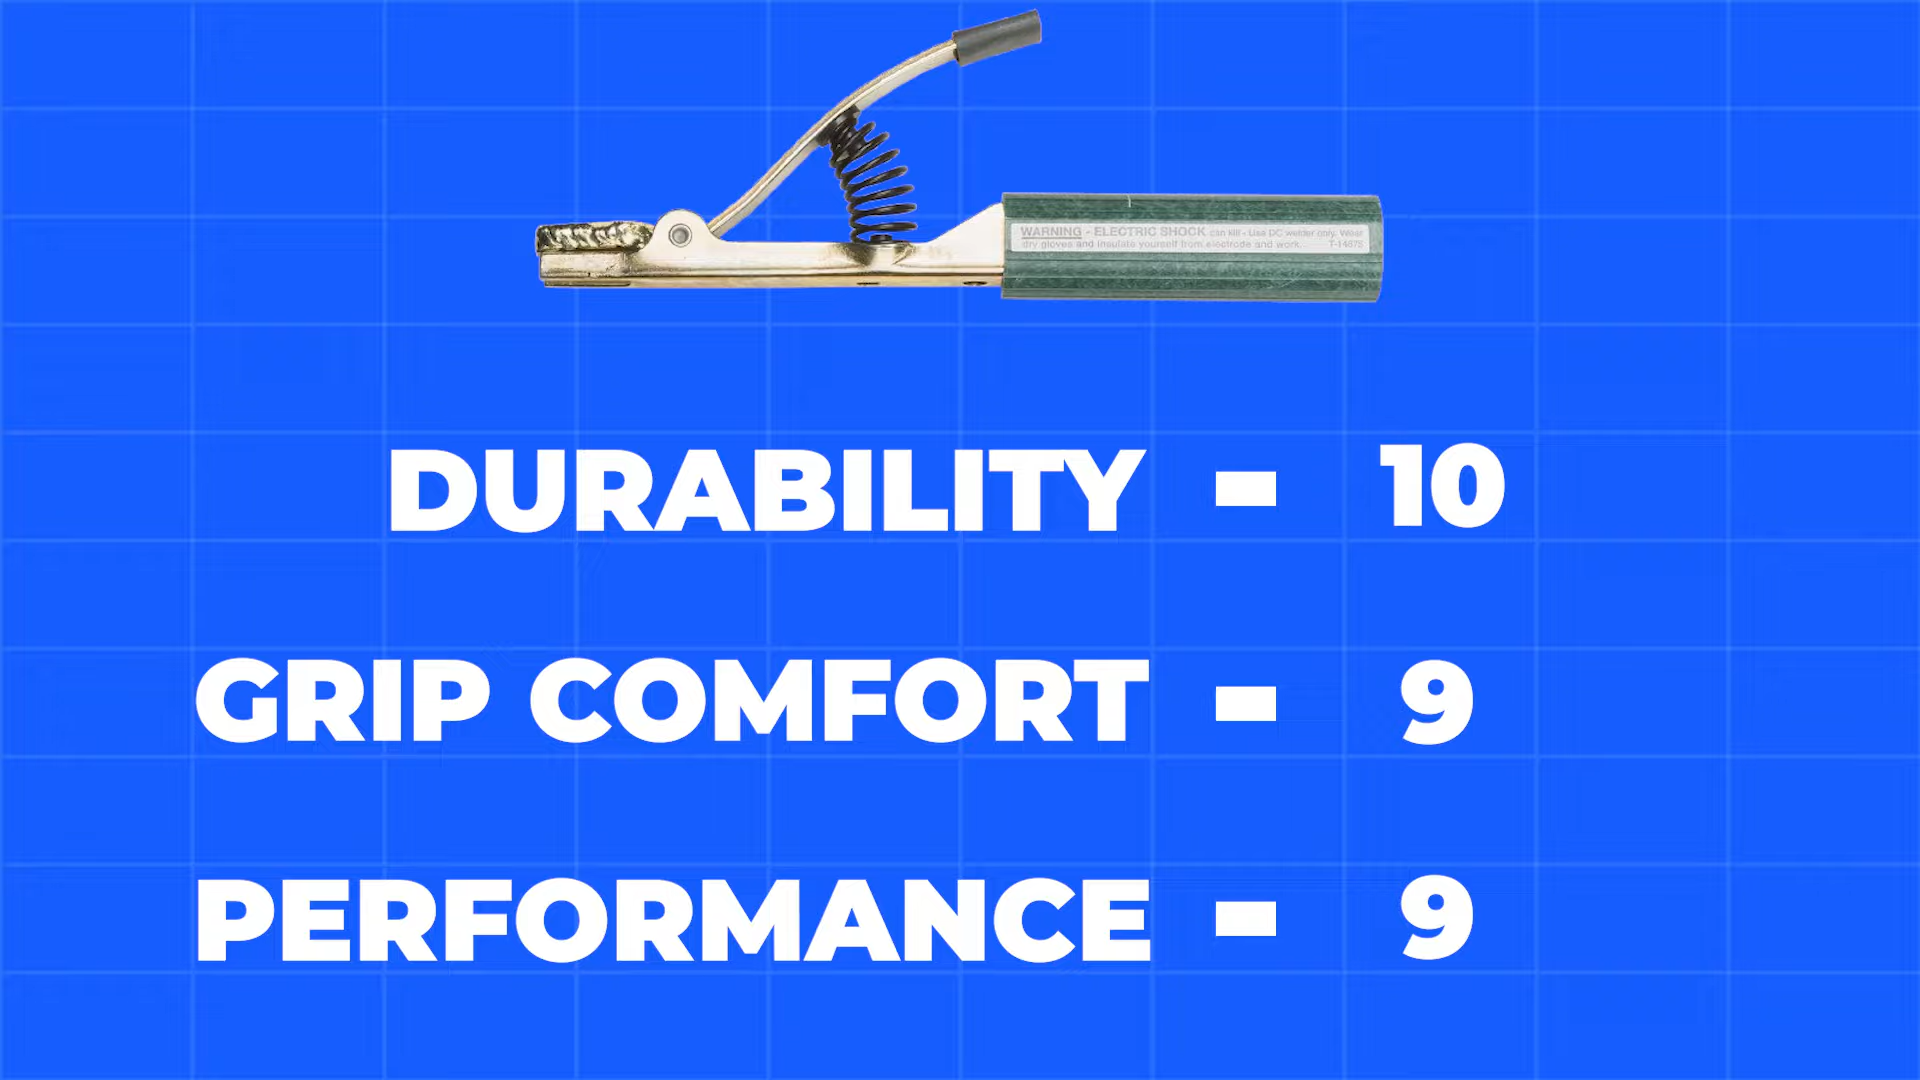 WARNING - ELECTRIC SHOCK can kill - Use DC welder only. Wear
dry gloves and insulate yourself from electrode and work.
DURABILITY - 10
GRIP COMFORT - 9
PERFORMANCE - 9